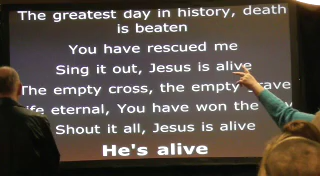 The greatest day in history, death
is beaten
You have rescued me
Sing it out, Jesus is alive
The empty cross, the empty
eternal, You have won the
Shout it all, Jesus is alive
He's alive